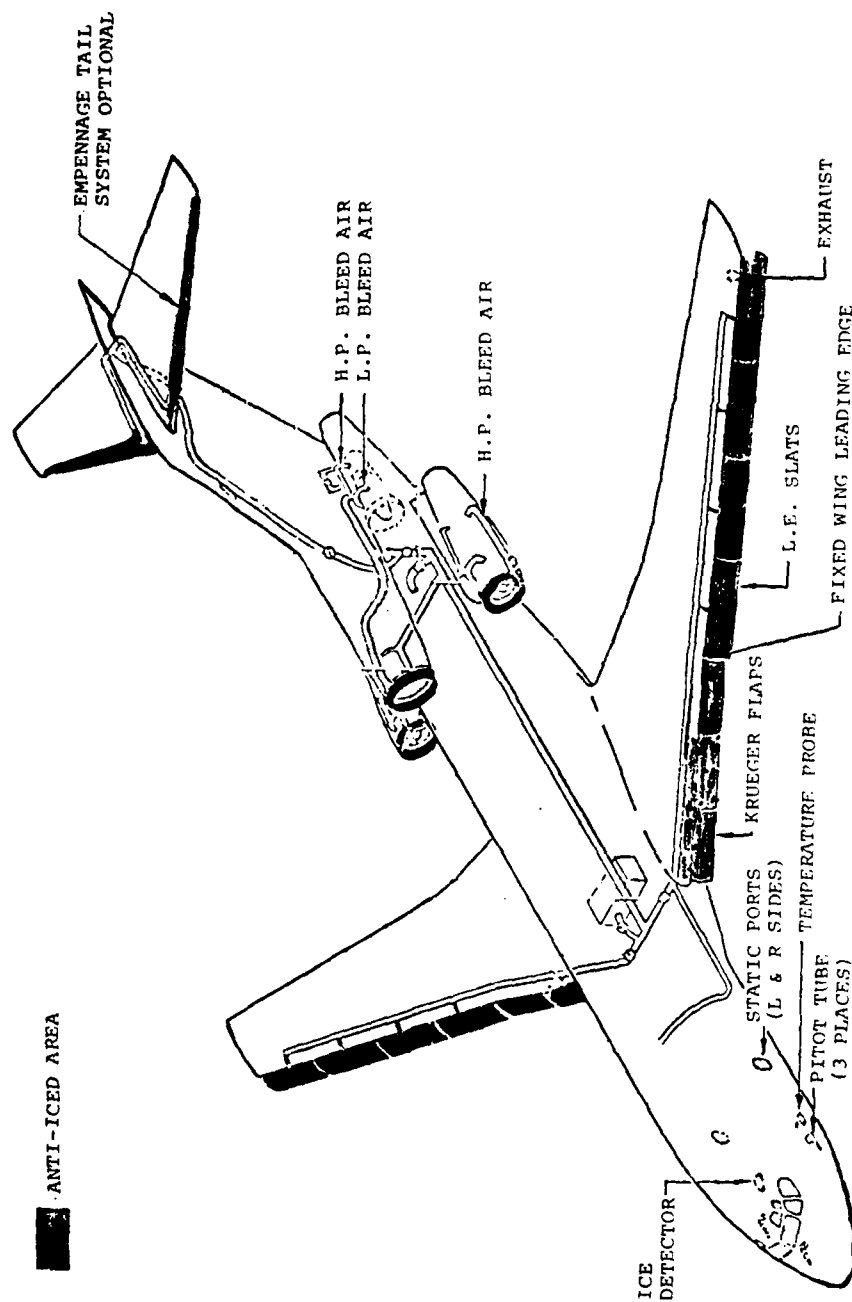 ANTI-ICED AREA
EMPENNAGE TAIL
SYSTEM OPTIONAL
H.P. BLEED AIR
L.P. BLEED AIR
H.P. BLEED AIR
EXHAUST
FIXED WING LEADING EDGE
L.E. SLATS
KRUEGER FLAPS
TEMPERATURE PROBE
STATIC PORTS
(L & R SIDES)
PITOT TUBE
(3 PLACES)
ICE
DETECTOR